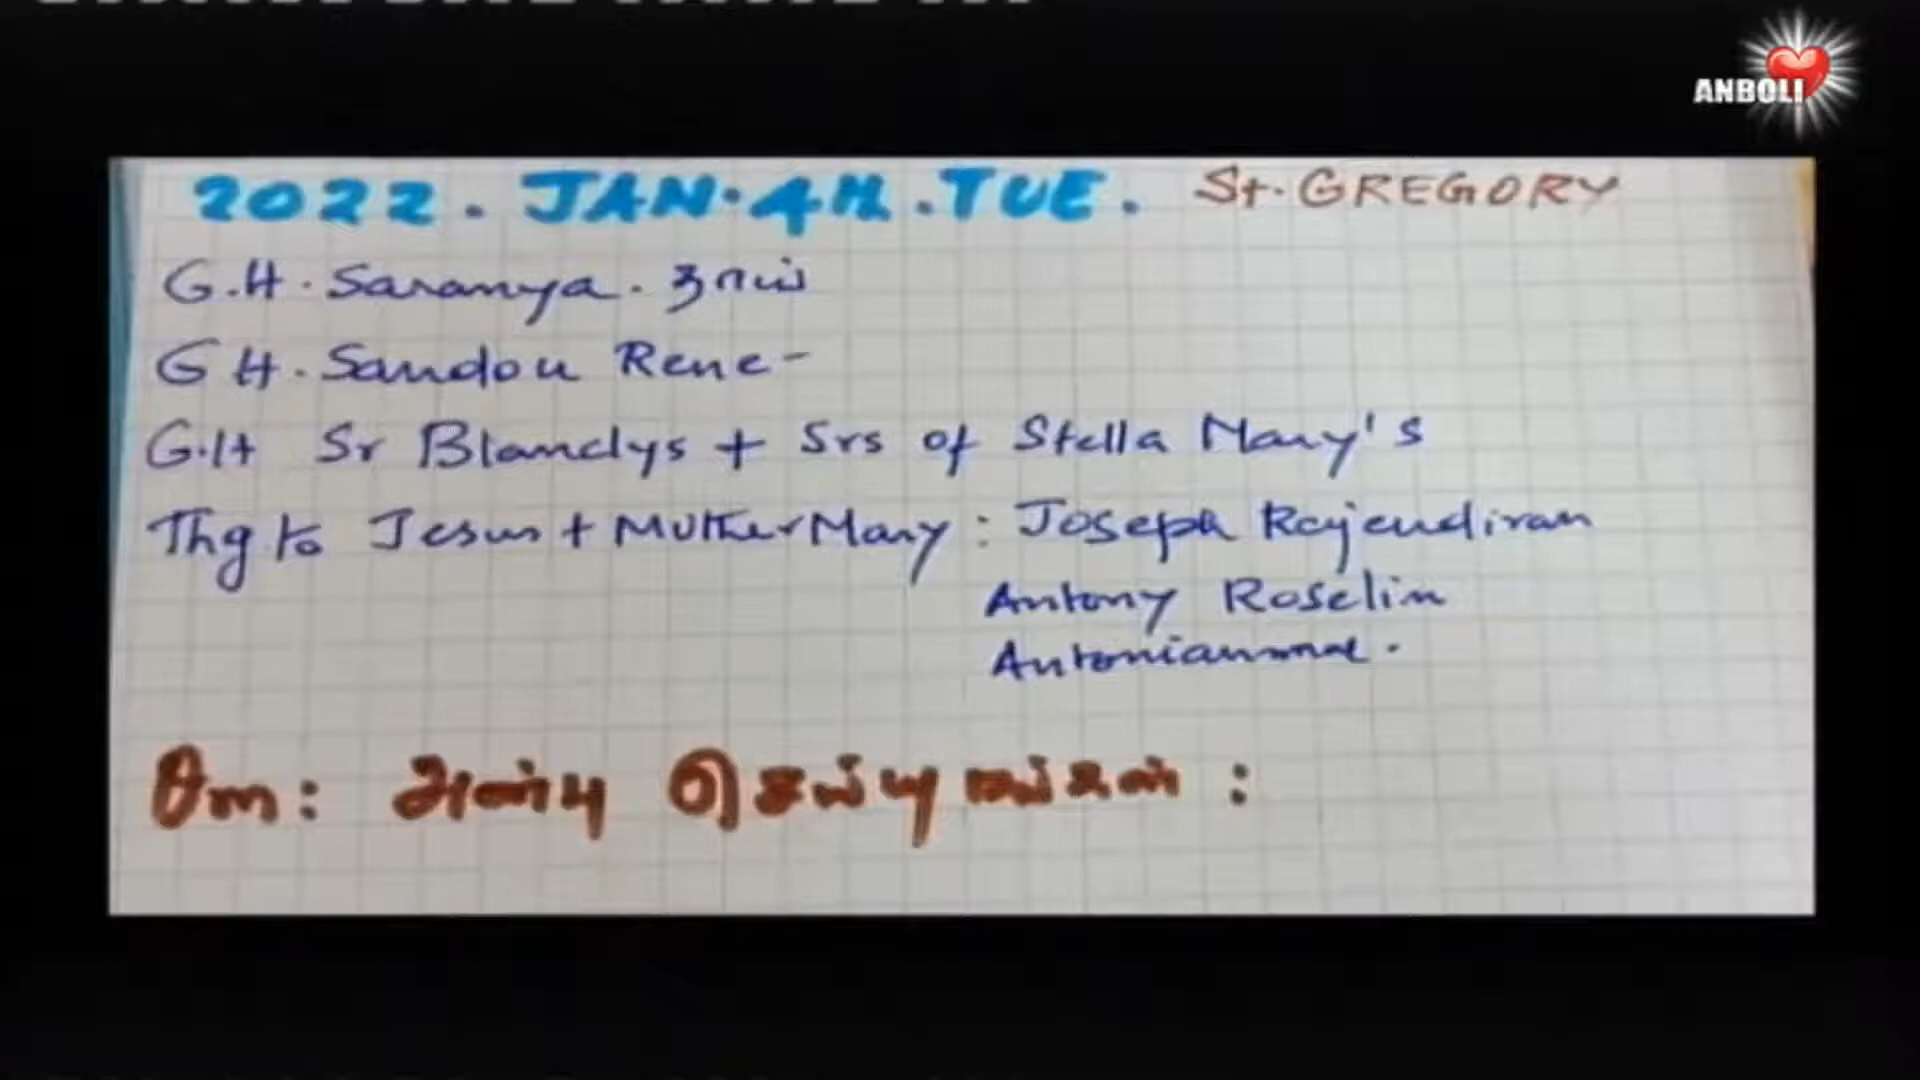 ANBOLI
2022. JAN. 4th. TUE. St. GREGORY
G.H. Saranya. தாய்
G H. Sandou Rene -
G.H Sr Blandys + Srs of Stella Mary's
Thg to Jesus + Mother Mary : Joseph Rajendiran
Antony Roselin
Antoniammal.
: அன்பு செய்யுங்கள் :